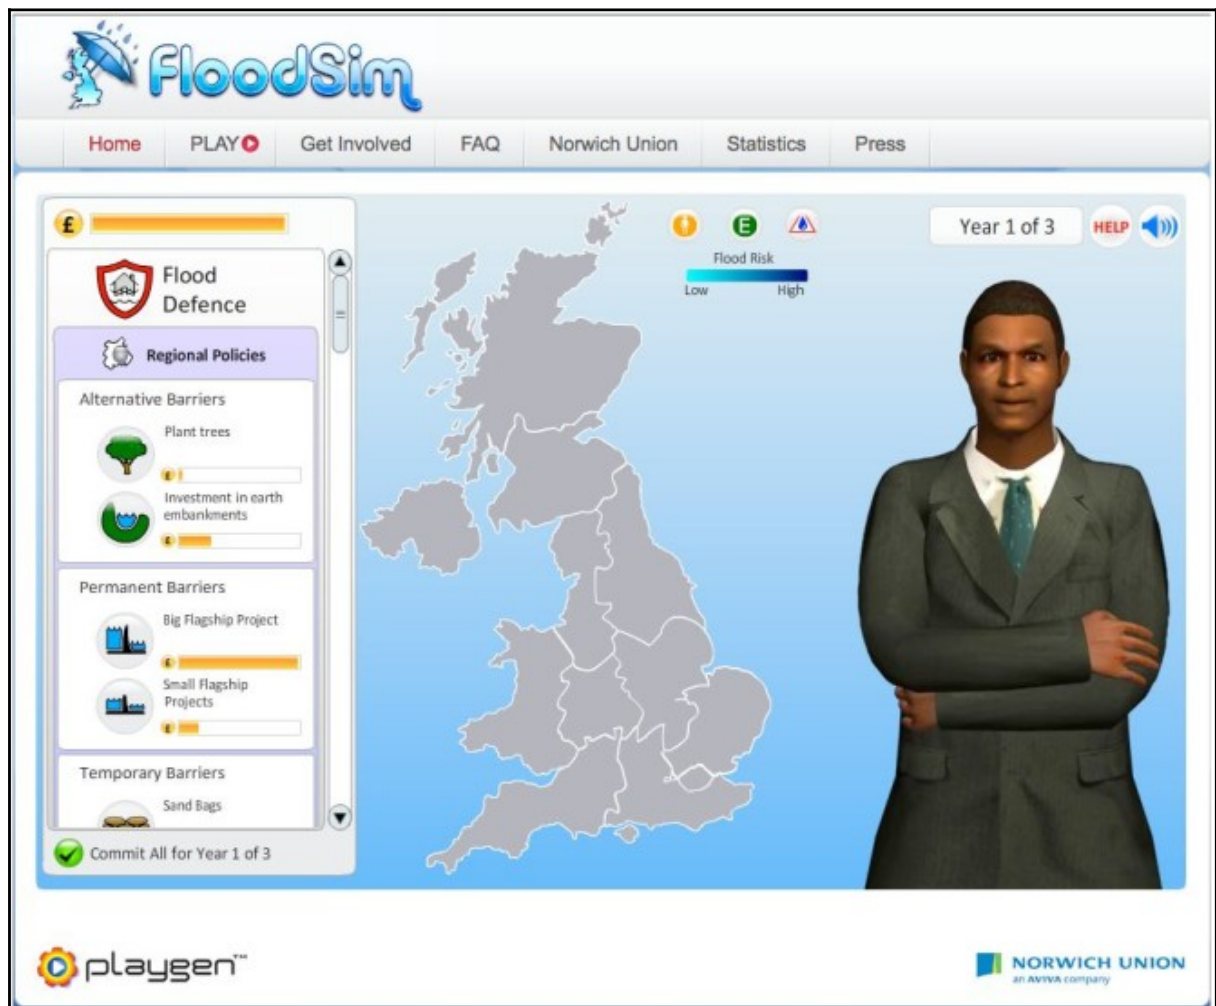 FloodSim
Home PLAY Get Involved FAQ Norwich Union Statistics Press
£
Flood
Defence
Regional Policies
Alternative Barriers
Plant trees
£
Investment in earth
embankments
£
Permanent Barriers
Big Flagship Project
£
Small Flagship
Projects
£
Temporary Barriers
Sand Bags
Commit All for Year 1 of 3
E
Flood Risk
Low High
Year 1 of 3 HELP
playgen™
NORWICH UNION
an AVIVA company